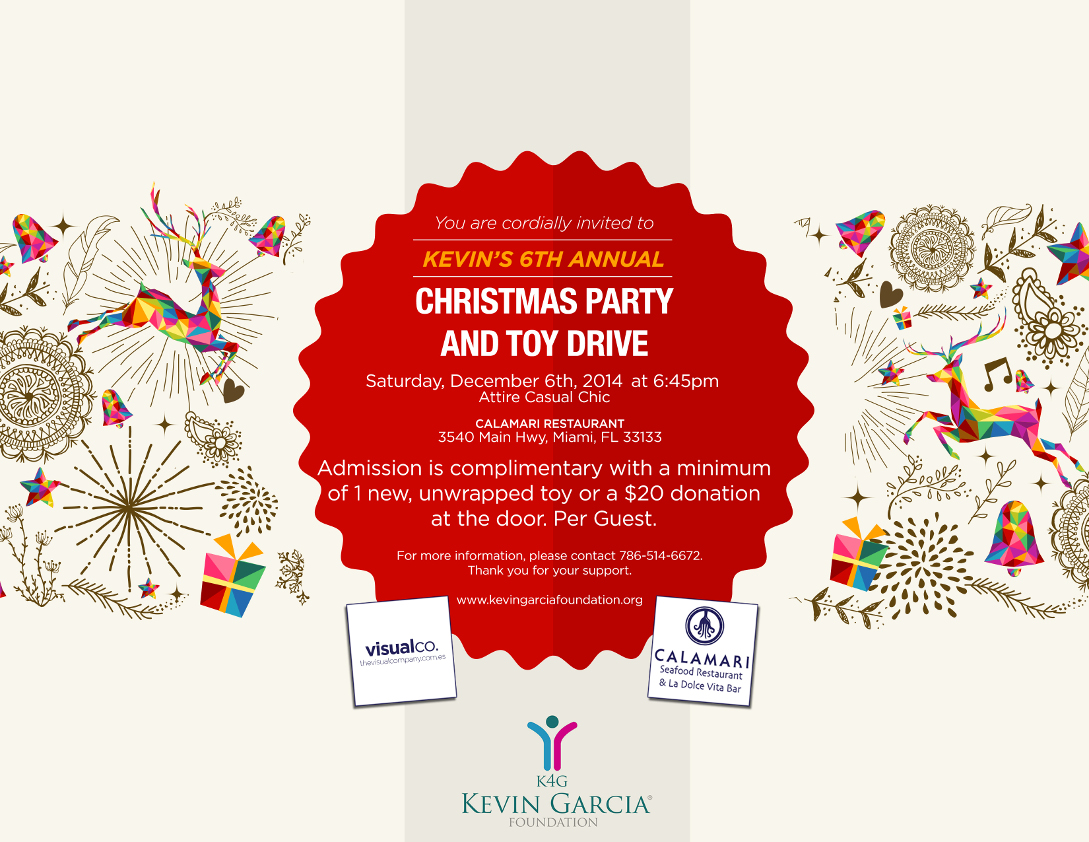 You are cordially invited to
KEVIN'S 6TH ANNUAL
CHRISTMAS PARTY
AND TOY DRIVE
Saturday, December 6th, 2014 at 6:45pm
Attire Casual Chic
CALAMARI RESTAURANT
3540 Main Hwy, Miami, FL 33133
Admission is complimentary with a minimum
of 1 new, unwrapped toy or a $20 donation
at the door. Per Guest.
For more information, please contact 786-514-6672.
Thank you for your support.
www.kevingarciafoundation.org
visualco.
thevisualcompany.com.es
CALAMARI
Seafood Restaurant
& La Dolce Vita Bar
K4G
KEVIN GARCIA®
FOUNDATION